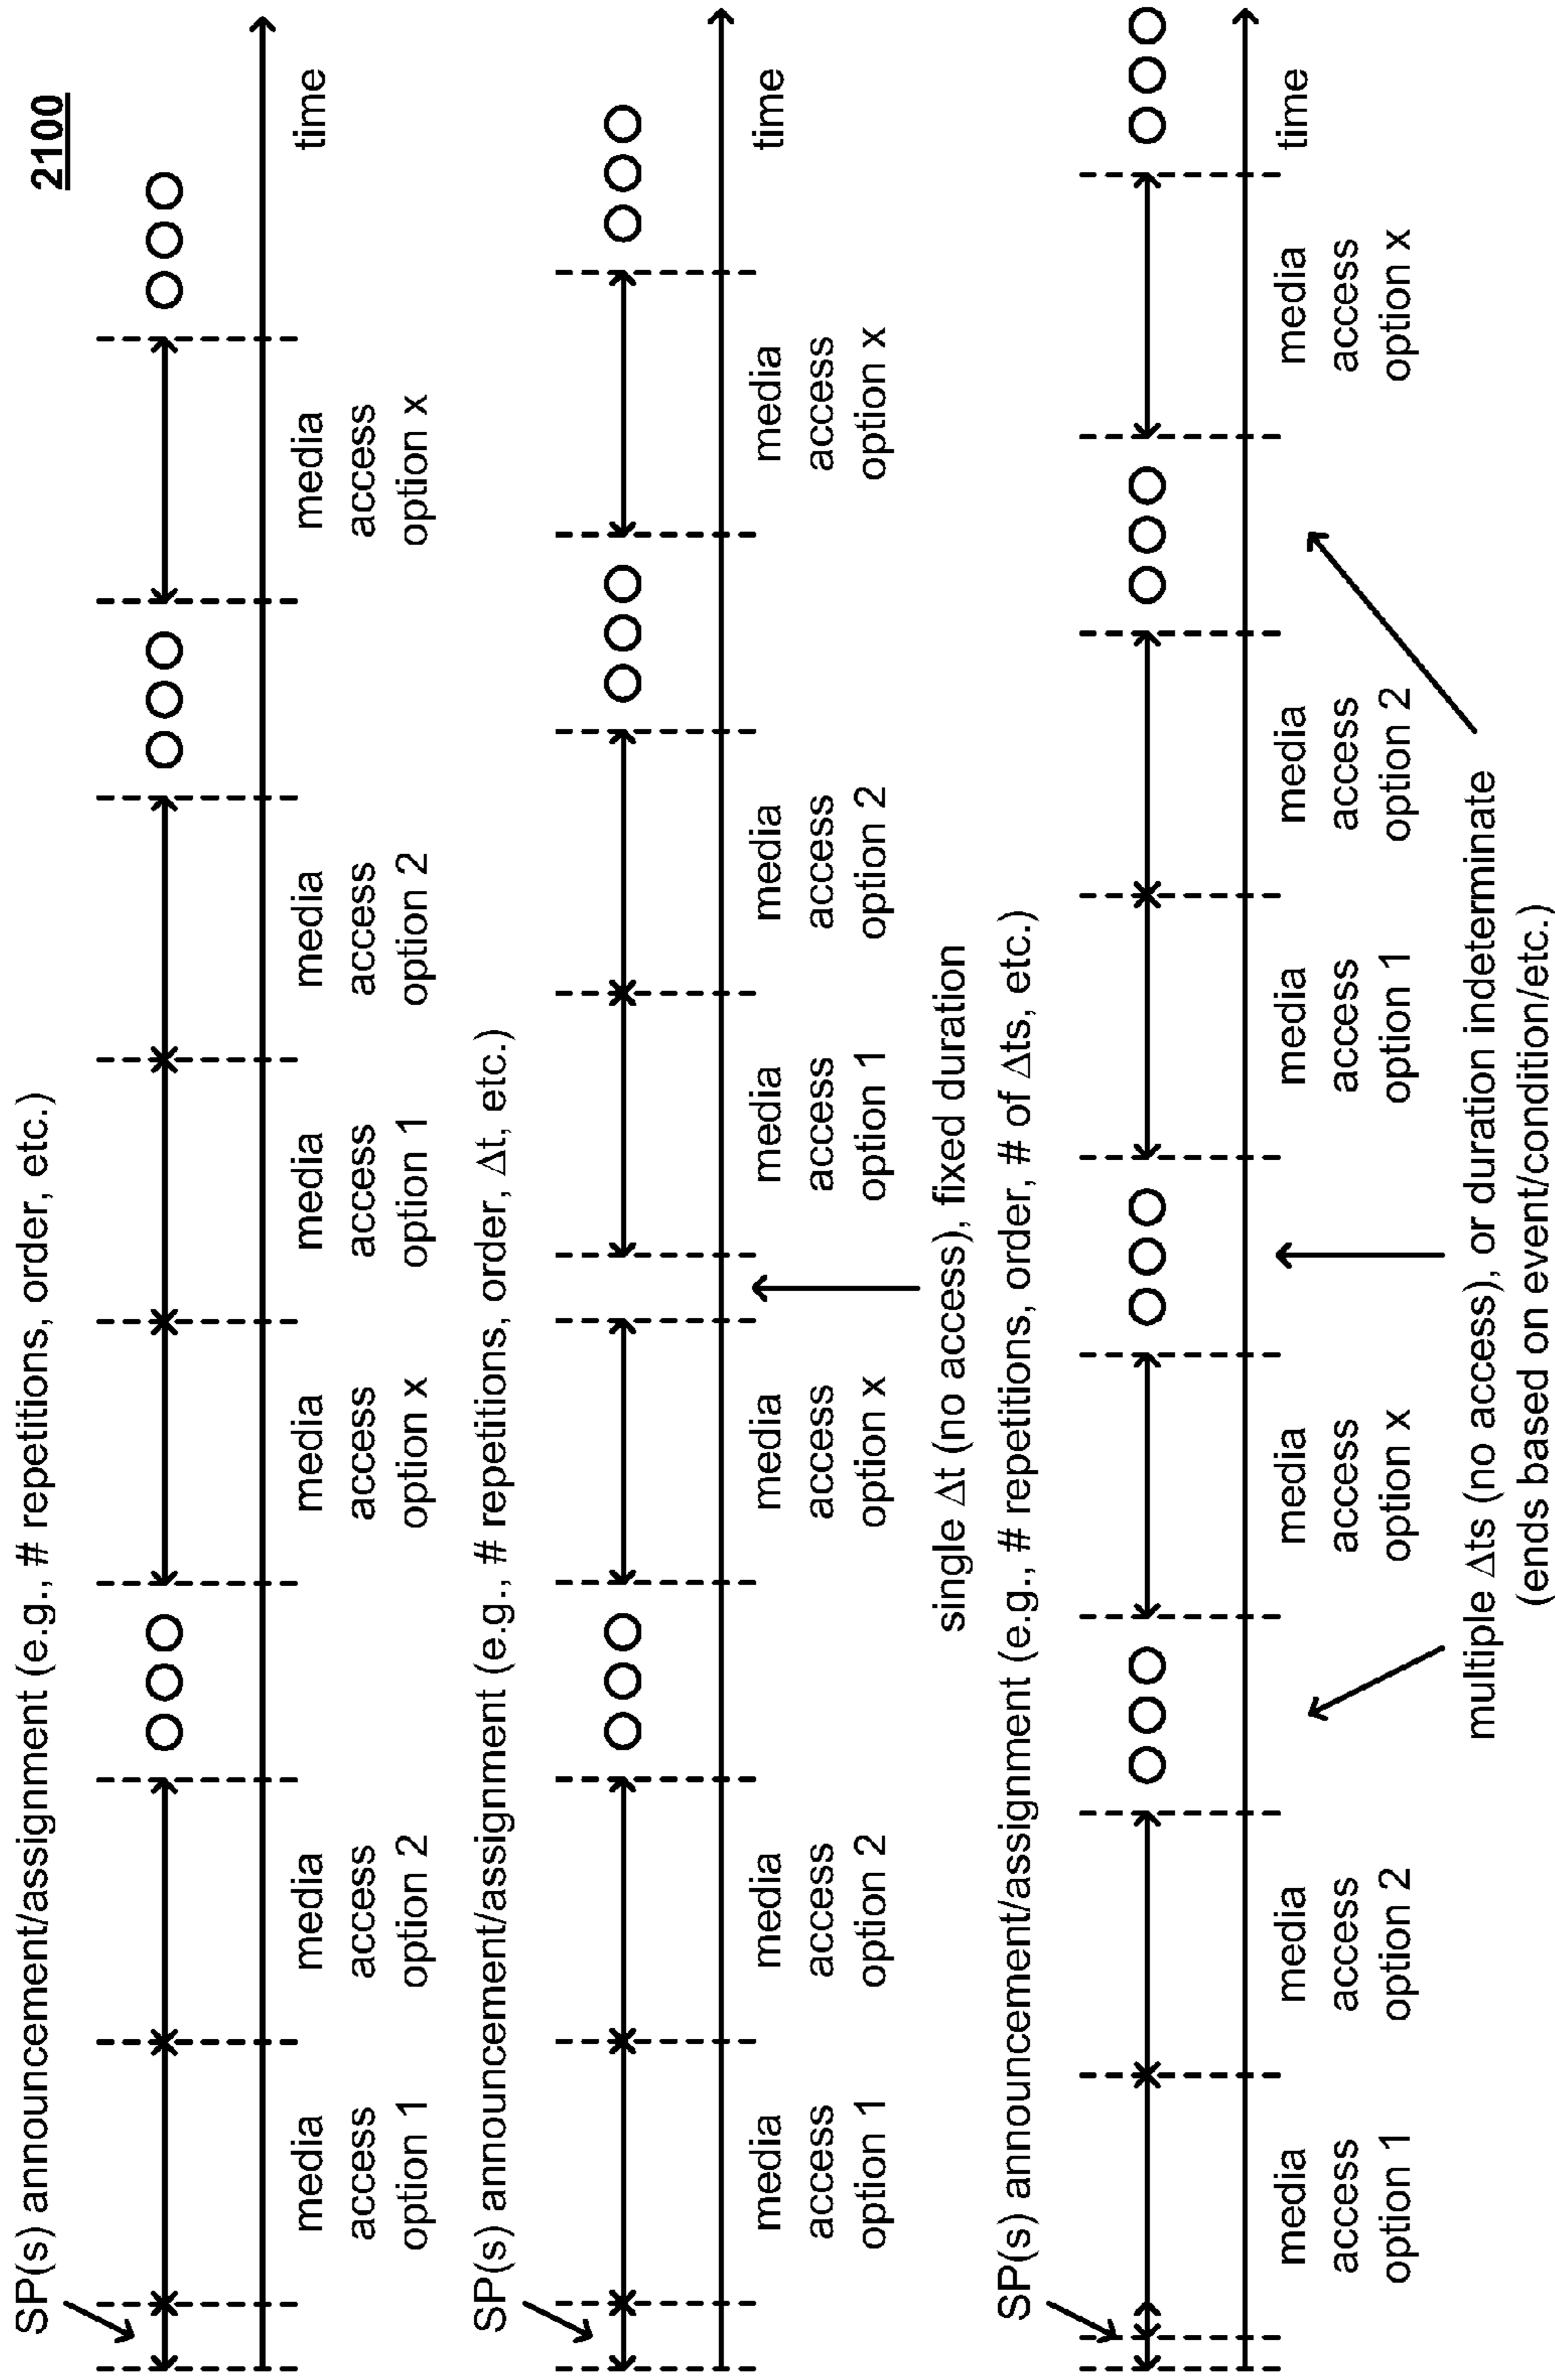 2100
SP(s) announcement/assignment (e.g., # repetitions, order, etc.)
media access option 1
media access option 2
media access option x
media access option 1
media access option 2
media access option x
time
SP(s) announcement/assignment (e.g., # repetitions, order, Δt, etc.)
media access option 1
media access option 2
media access option x
media access option 1
media access option 2
media access option x
time
single Δt (no access), fixed duration
SP(s) announcement/assignment (e.g., # repetitions, order, # of Δts, etc.)
media access option 1
media access option 2
media access option x
media access option 1
media access option 2
media access option x
time
multiple Δts (no access), or duration indeterminate
(ends based on event/condition/etc.)